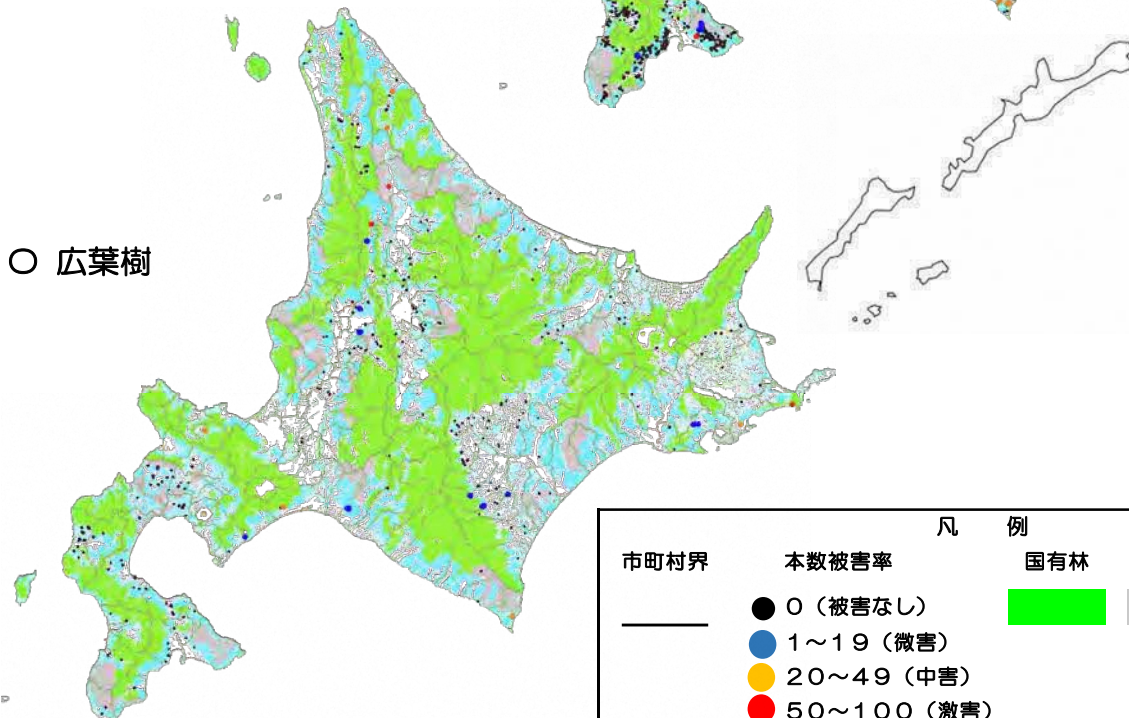 ○ 広葉樹
凡　例
市町村界　本数被害率　国有林
０（被害なし）
１～１９（微害）
２０～４９（中害）
５０～１００（激害）